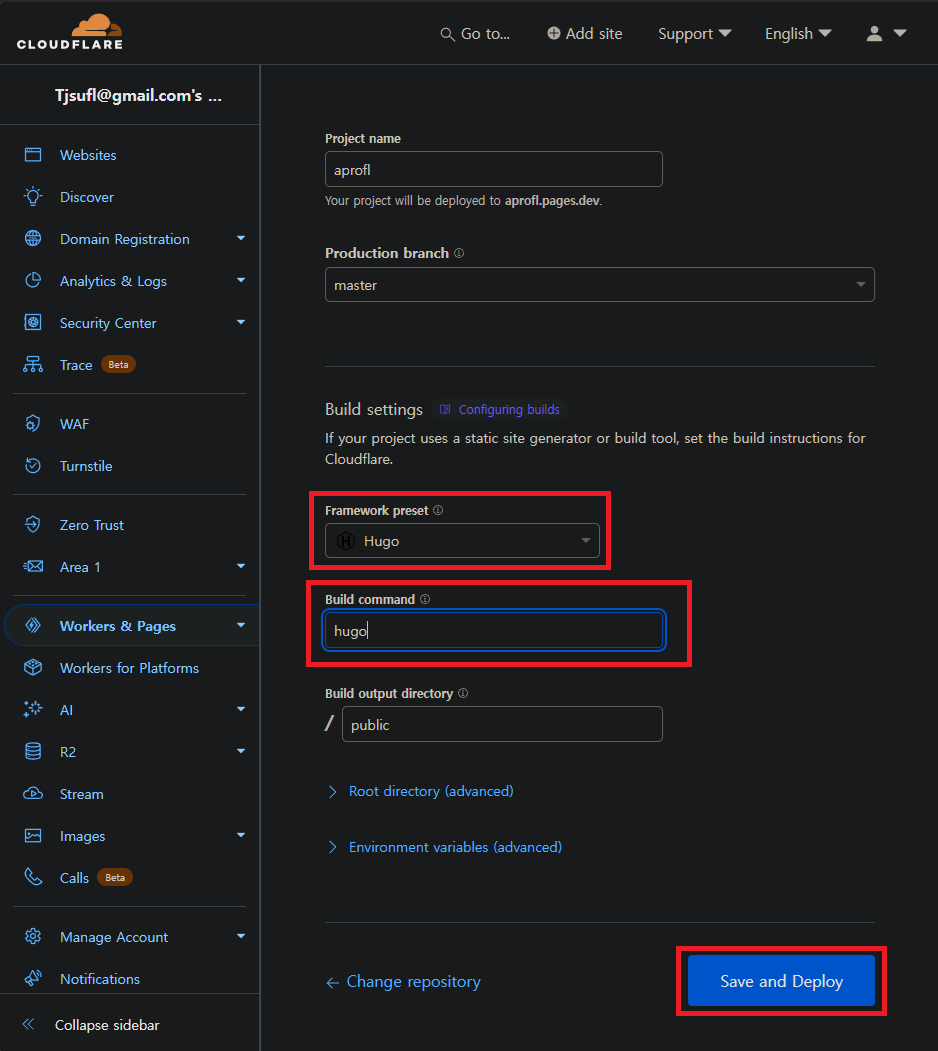 CLOUDFLARE
Go to...
Add site
Support
English
Tjsufl@gmail.com's ...
Websites
Discover
Domain Registration
Analytics & Logs
Security Center
Trace Beta
WAF
Turnstile
Zero Trust
Area 1
Workers & Pages
Workers for Platforms
AI
R2
Stream
Images
Calls Beta
Manage Account
Notifications
Collapse sidebar
Project name
aprofl
Your project will be deployed to aprofl.pages.dev.
Production branch
master
Build settings Configuring builds
If your project uses a static site generator or build tool, set the build instructions for
Cloudflare.
Framework preset
Hugo
Build command
hugo
Build output directory
/ public
Root directory (advanced)
Environment variables (advanced)
← Change repository
Save and Deploy